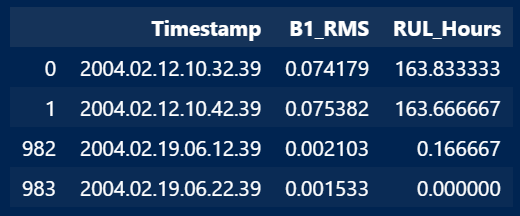 Timestamp B1_RMS RUL_Hours
0 2004.02.12.10.32.39 0.074179 163.833333
1 2004.02.12.10.42.39 0.075382 163.666667
982 2004.02.19.06.12.39 0.002103 0.166667
983 2004.02.19.06.22.39 0.001533 0.000000